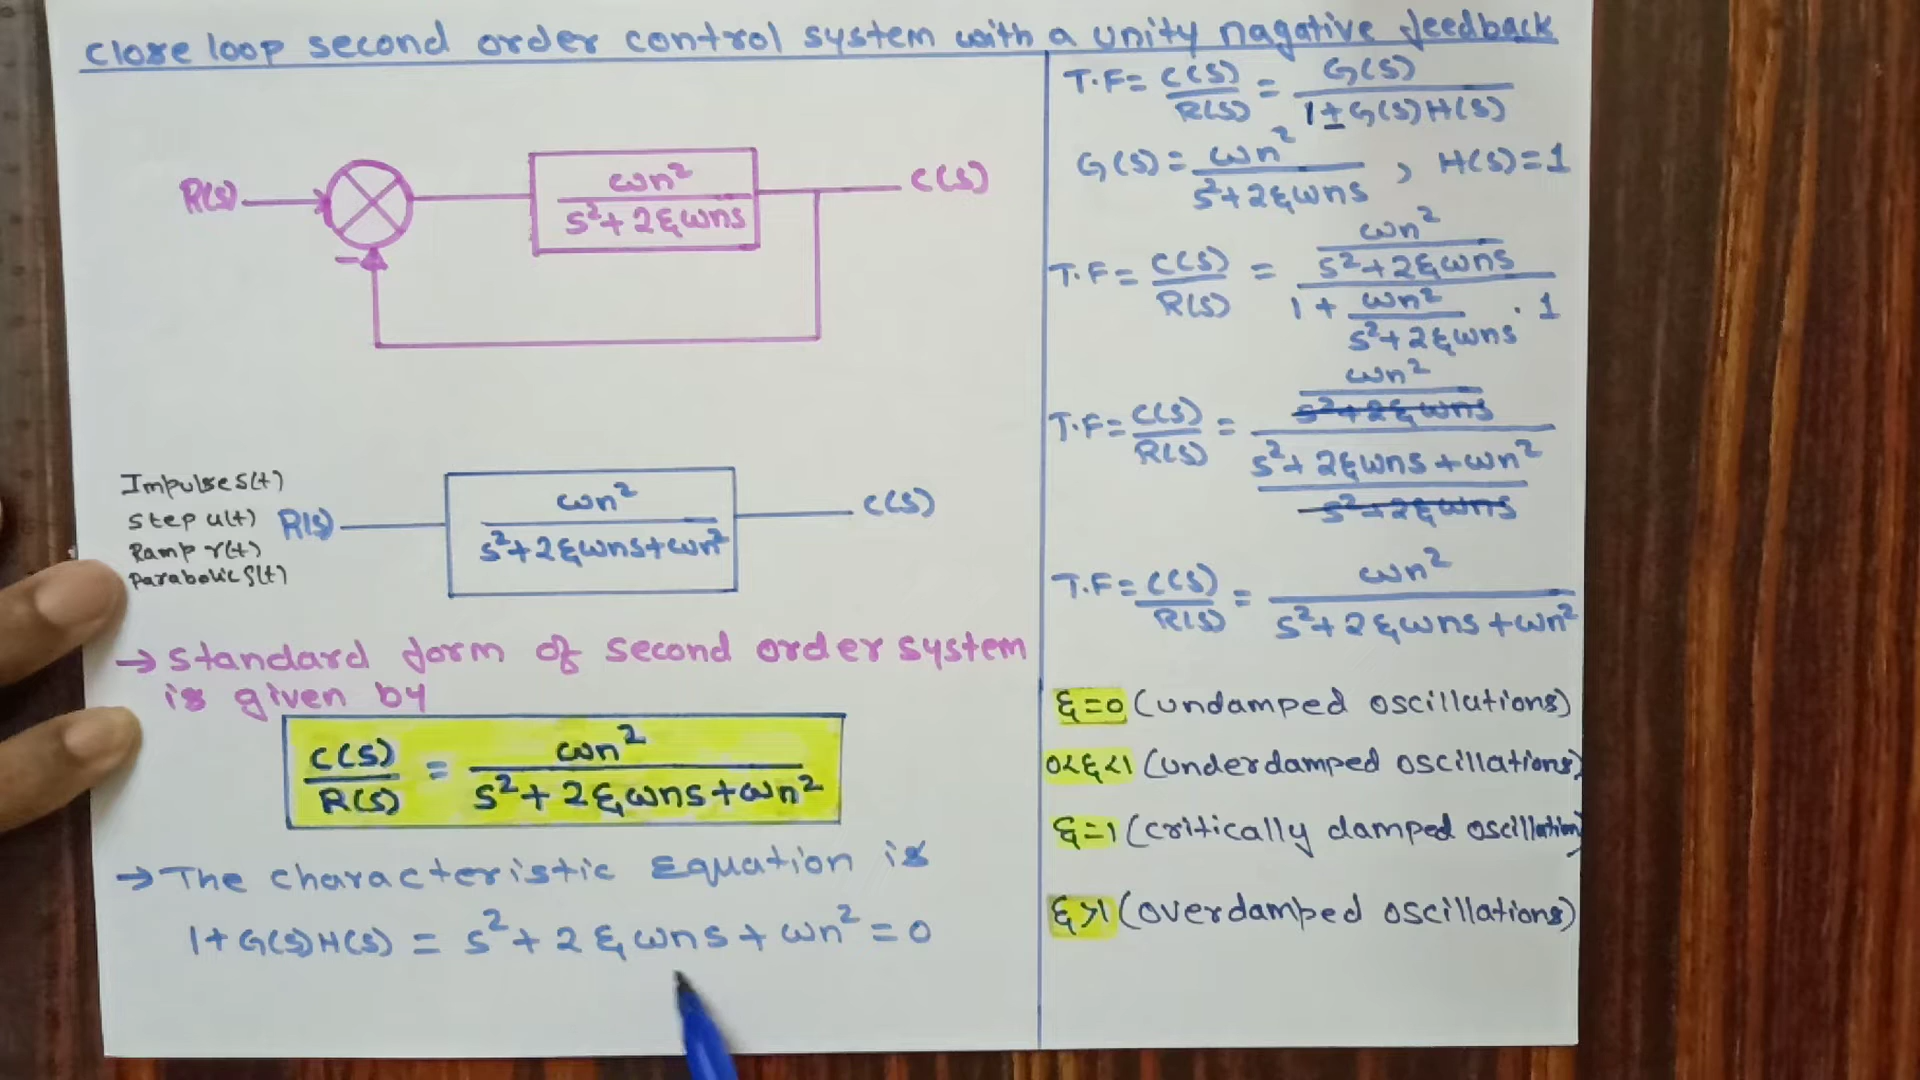 close loop second order control system with a unity nagative feedback
R(s)
ωn²
s²+2ξωns
C(s)
−
Impulse s(t)
step u(t)
Ramp r(t)
parabolic s(t)
R(s)
ωn²
s²+2ξωns+ωn²
C(s)
→ standard form of second order system
is given by
C(s)/R(s) = ωn²/s²+2ξωns+ωn²
→ The characteristic Equation is
1+G(s)H(s) = s²+2ξωns+ωn²=0
T.F= C(s)/R(s) = G(s)/1±G(s)H(s)
G(s)= ωn²/s²+2ξωns , H(s)=1
T.F= C(s)/R(s) = ωn²/s²+2ξωns / 1+ ωn²/s²+2ξωns . 1
T.F= C(s)/R(s) = ωn²/s²+2ξωns / s²+2ξωns+ωn²/s²+2ξωns
T.F= C(s)/R(s) = ωn²/s²+2ξωns+ωn²
ξ=0 (undamped oscillations)
0<ξ<1 (underdamped oscillations)
ξ=1 (critically damped oscillation)
ξ>1 (overdamped oscillations)